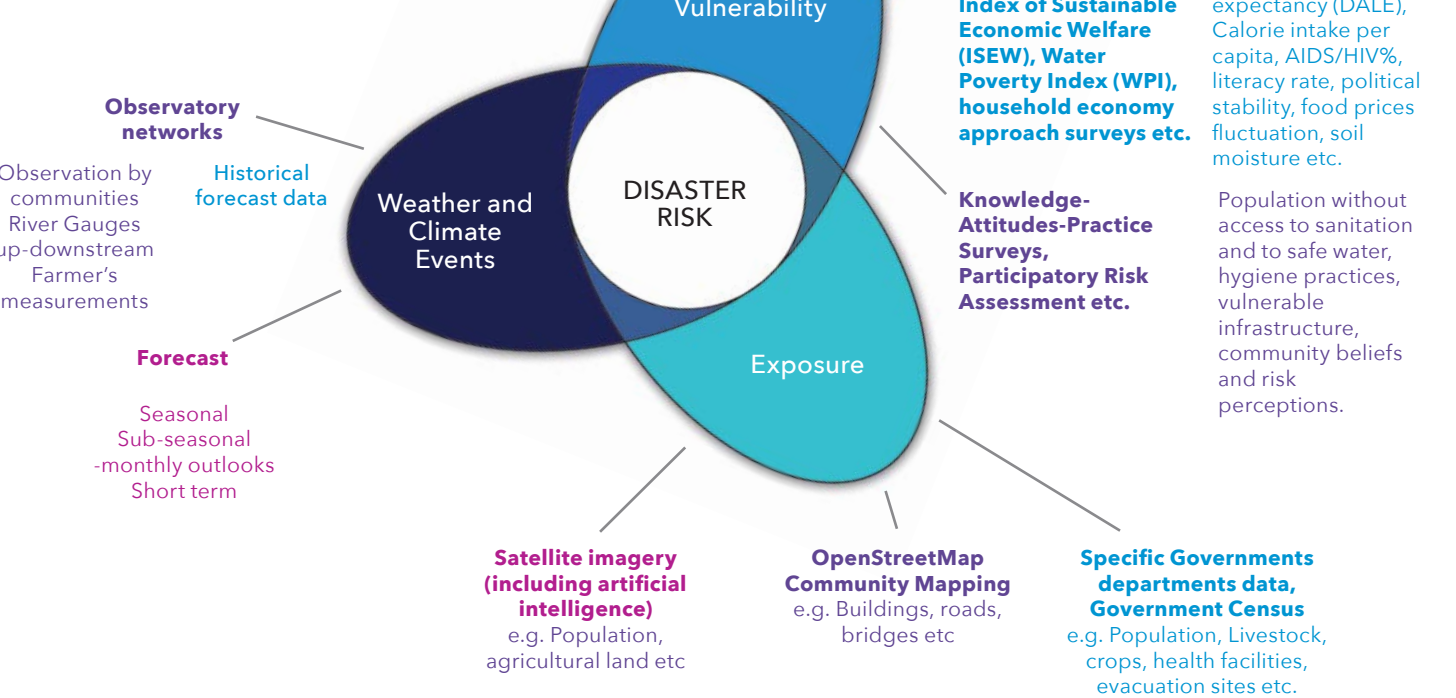 Vulnerability
Index of Sustainable
Economic Welfare
(ISEW), Water
Poverty Index (WPI),
household economy
approach surveys etc.
expectancy (DALE),
Calorie intake per
capita, AIDS/HIV%,
literacy rate, political
stability, food prices
fluctuation, soil
moisture etc.
Observatory
networks
Observation by
communities
River Gauges
up-downstream
Farmer's
measurements
Historical
forecast data
Weather and
Climate
Events
DISASTER
RISK
Knowledge-
Attitudes-Practice
Surveys,
Participatory Risk
Assessment etc.
Population without
access to sanitation
and to safe water,
hygiene practices,
vulnerable
infrastructure,
community beliefs
and risk
perceptions.
Forecast
Seasonal
Sub-seasonal
-monthly outlooks
Short term
Exposure
Satellite imagery
(including artificial
intelligence)
e.g. Population,
agricultural land etc
OpenStreetMap
Community Mapping
e.g. Buildings, roads,
bridges etc
Specific Governments
departments data,
Government Census
e.g. Population, Livestock,
crops, health facilities,
evacuation sites etc.